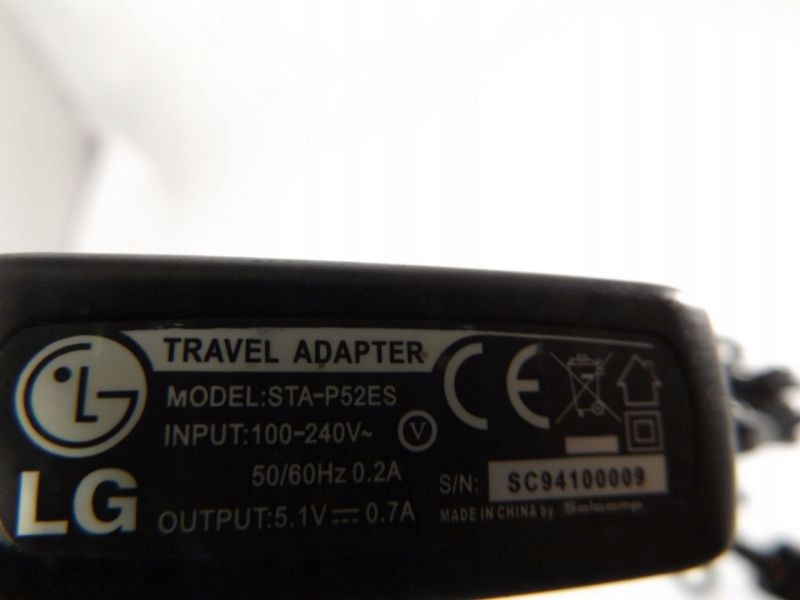 TRAVEL ADAPTER
MODEL:STA-P52ES
INPUT:100-240V~
50/60Hz 0.2A
OUTPUT:5.1V⎓0.7A
LG
CE
V
S/N: SC94100009
MADE IN CHINA by Salcomp